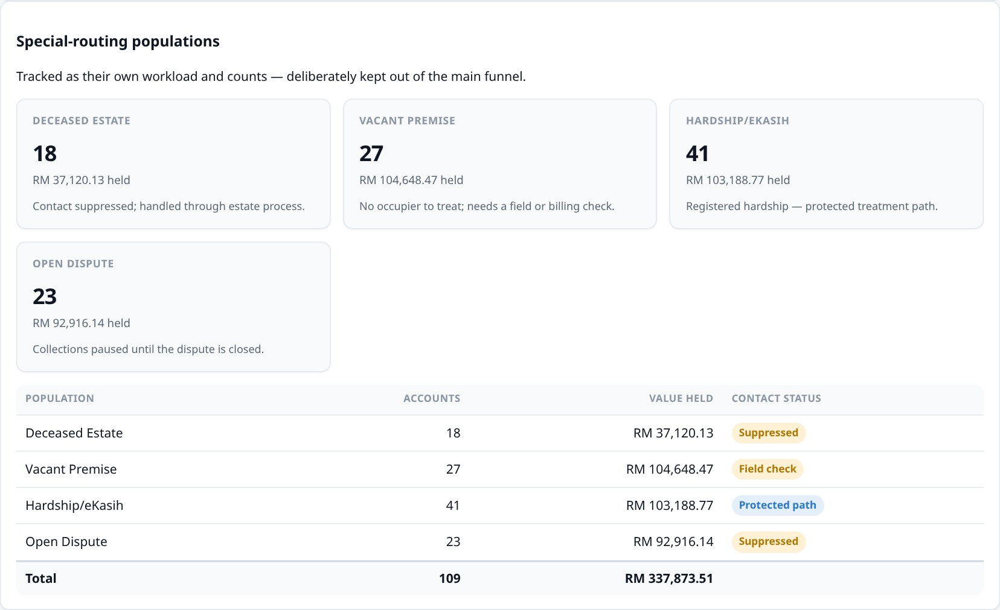 Special-routing populations
Tracked as their own workload and counts — deliberately kept out of the main funnel.
DECEASED ESTATE
18
RM 37,120.13 held
Contact suppressed; handled through estate process.
VACANT PREMISE
27
RM 104,648.47 held
No occupier to treat; needs a field or billing check.
HARDSHIP/EKASIH
41
RM 103,188.77 held
Registered hardship — protected treatment path.
OPEN DISPUTE
23
RM 92,916.14 held
Collections paused until the dispute is closed.
POPULATION ACCOUNTS VALUE HELD CONTACT STATUS
Deceased Estate 18 RM 37,120.13 Suppressed
Vacant Premise 27 RM 104,648.47 Field check
Hardship/eKasih 41 RM 103,188.77 Protected path
Open Dispute 23 RM 92,916.14 Suppressed
Total 109 RM 337,873.51